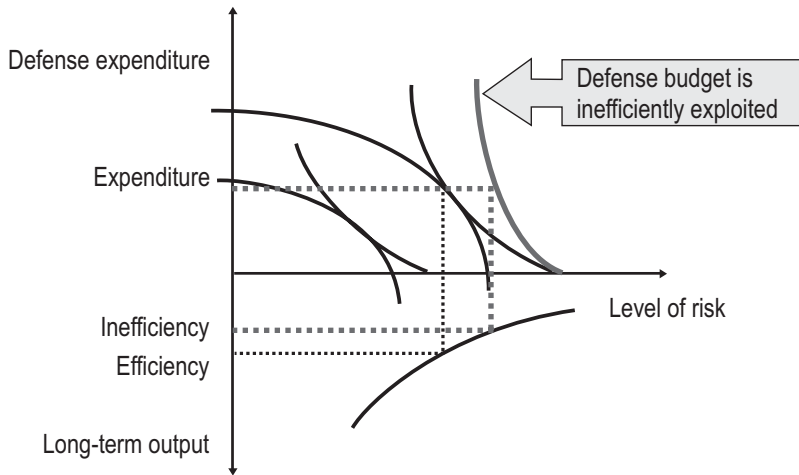 Defense expenditure
Defense budget is
inefficiently exploited
Expenditure
Level of risk
Inefficiency
Efficiency
Long-term output